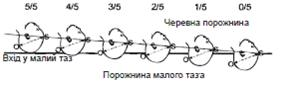 5/5 4/5 3/5 2/5 1/5 0/5
Черевна порожнина
Вхід у малий таз
Порожнина малого таза